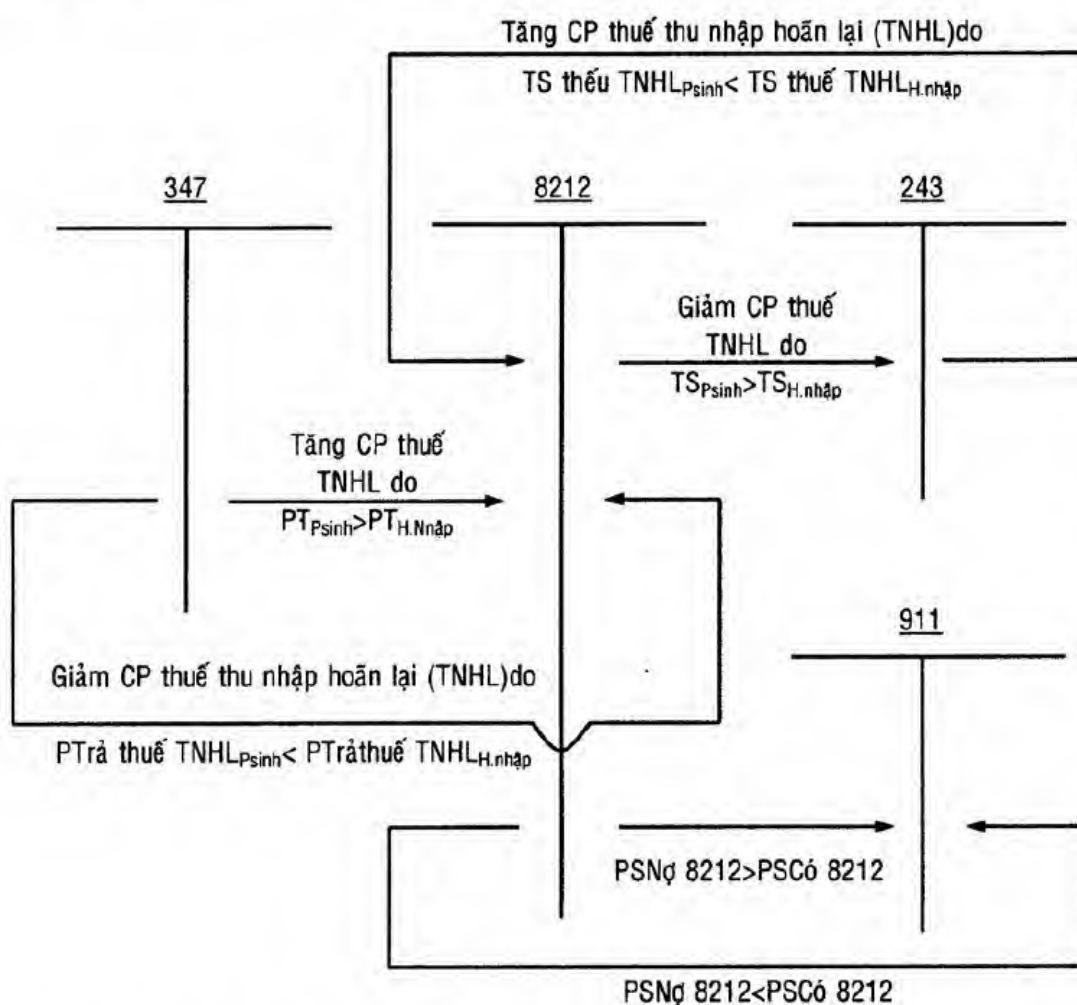 Tăng CP thuế thu nhập hoãn lại (TNHL)do
TS thếu TNHLPsinh< TS thuế TNHLH.nhập
347
8212
243
Giảm CP thuế
TNHL do
TSPsinh>TSH.nhập
Tăng CP thuế
TNHL do
PTPsinh>PTH.Nnập
911
Giảm CP thuế thu nhập hoãn lại (TNHL)do
PTrả thuế TNHLPsinh< PTrảthuế TNHLH.nhập
PSNợ 8212>PSCó 8212
PSNợ 8212<PSCó 8212